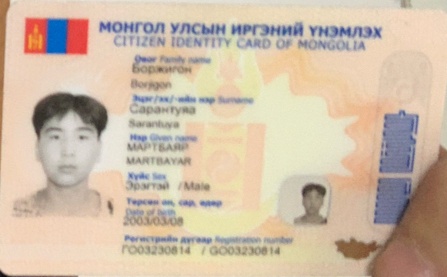 МОНГОЛ УЛСЫН ИРГЭНИЙ ҮНЭМЛЭХ
CITIZEN IDENTITY CARD OF MONGOLIA
Овог Family name
Боржигон
Borjigon
Эцэг/эх/-ийн нэр Surname
Сарантуяа
Sarantuya
Нэр Given name
МАРТБАЯР
MARTBAYAR
Хүйс Sex
Эрэгтэй / Male
Төрсөн он, сар, өдөр
Date of birth
2003/03/08
Регистрийн дугаар Registration number
ГО03230814 / GO03230814